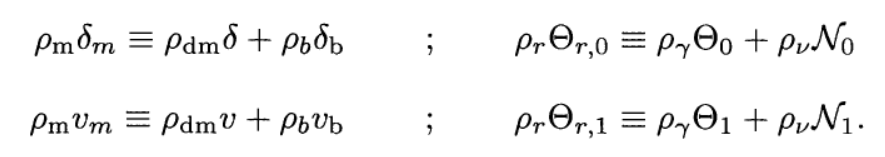 ρ_m δ_m ≡ ρ_dm δ + ρ_b δ_b ; ρ_r Θ_{r,0} ≡ ρ_γ Θ_0 + ρ_ν 𝒩_0
ρ_m v_m ≡ ρ_dm v + ρ_b v_b ; ρ_r Θ_{r,1} ≡ ρ_γ Θ_1 + ρ_ν 𝒩_1.